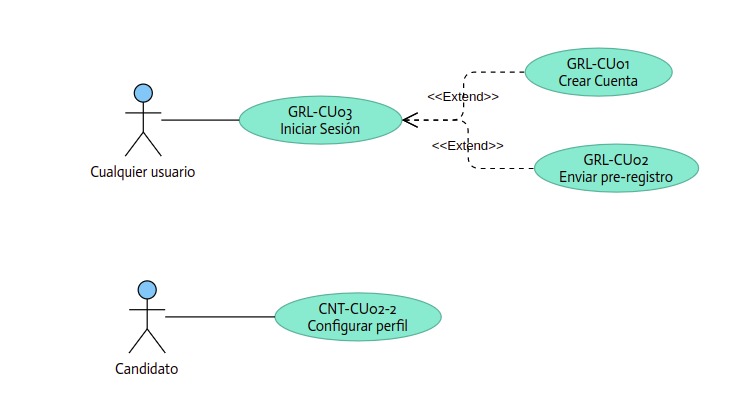 GRL-CU01
Crear Cuenta
<<Extend>>
GRL-CU03
Iniciar Sesión
<<Extend>>
GRL-CU02
Enviar pre-registro
Cualquier usuario
CNT-CU02-2
Configurar perfil
Candidato